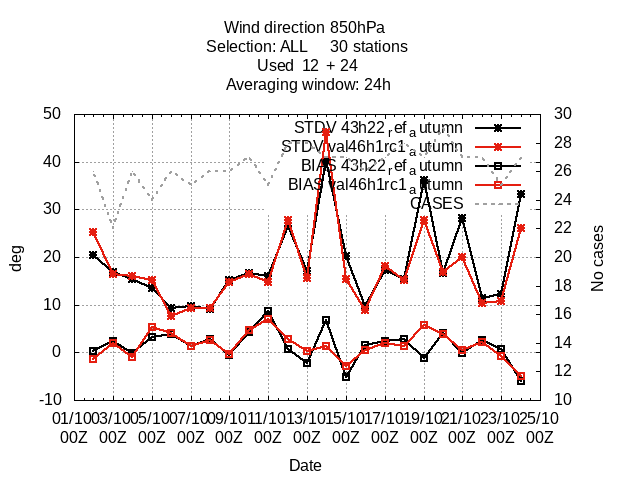 Wind direction 850hPa
Selection: ALL 30 stations
Used 12 + 24
Averaging window: 24h
STDV 43h22_ref_autumn
STDV val46h1rc1_autumn
BIAS 43h22_ref_autumn
BIAS val46h1rc1_autumn
CASES
50
40
30
20
10
0
-10
deg
30
28
26
24
22
20
18
16
14
12
10
No cases
01/10 03/10 05/10 07/10 09/10 11/10 13/10 15/10 17/10 19/10 21/10 23/10 25/10
00Z 00Z 00Z 00Z 00Z 00Z 00Z 00Z 00Z 00Z 00Z 00Z 00Z
Date